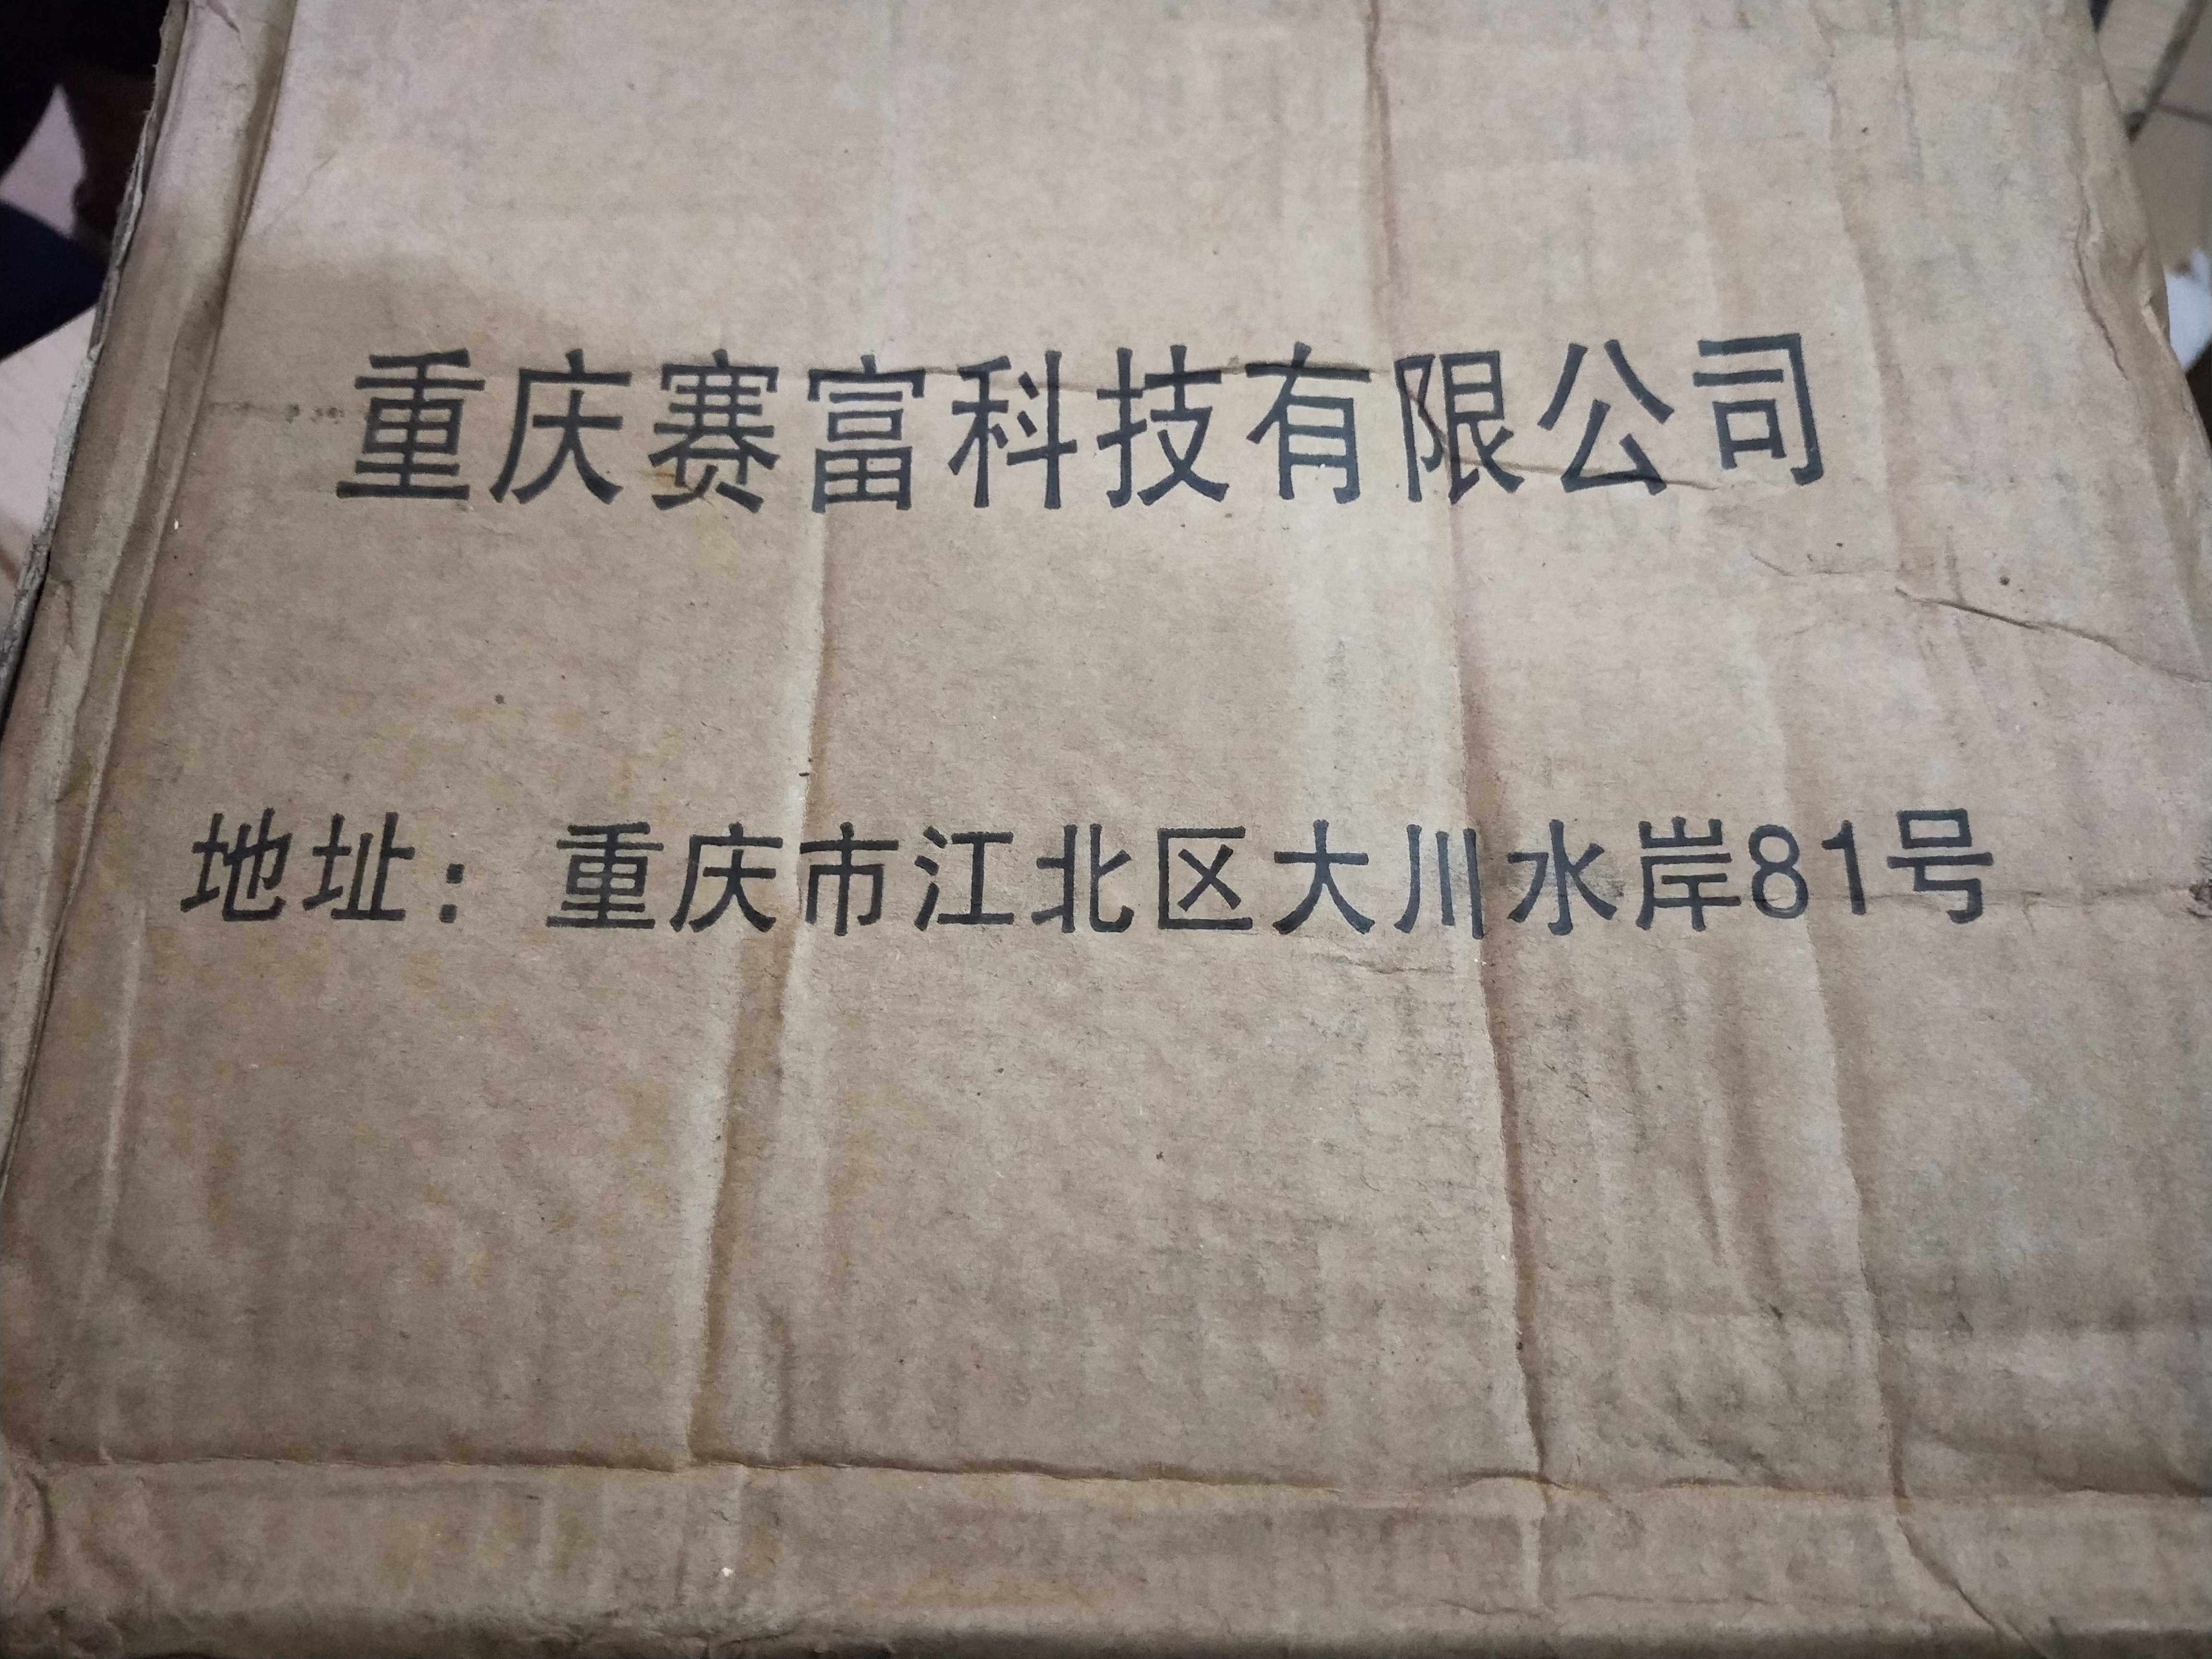 重庆赛富科技有限公司
地址：重庆市江北区大川水岸81号